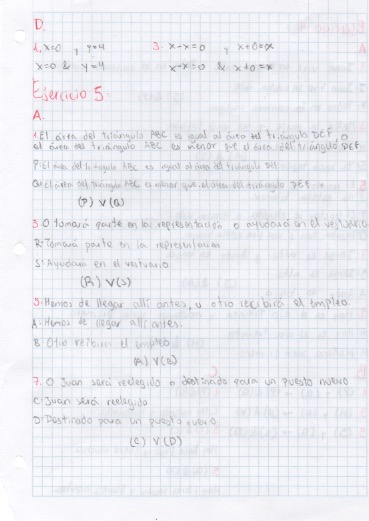 D.
1. x=0 , y=4 3. x-x=0 y x+0=x
x=0 & y=4 x-x=0 & x+0=x
Ejercicio 5.
A.
1. El área del triángulo ABC es igual al área del triángulo DEF, o
el área del triángulo ABC es menor que el área del triángulo DEF.
P: El área del triángulo ABC es igual al área del triángulo DEF
Q: El área del triángulo ABC es menor que el área del triángulo DEF.
(P) V (Q)
3. O tomará parte en la representación o ayudará en el vestuario.
R: Tomará parte en la representación
S: Ayudara en el vestuario
(R) V (S)
5. Hemos de llegar allí antes, u otro recibirá el empleo.
A: Hemos de llegar allí antes.
B: Otro recibirá el empleo
(A) V (B)
7. O Juan será reelegido o destinado para un puesto nuevo
C: Juan será reelegido
D: Destinado para un puesto nuevo
(C) V (D)